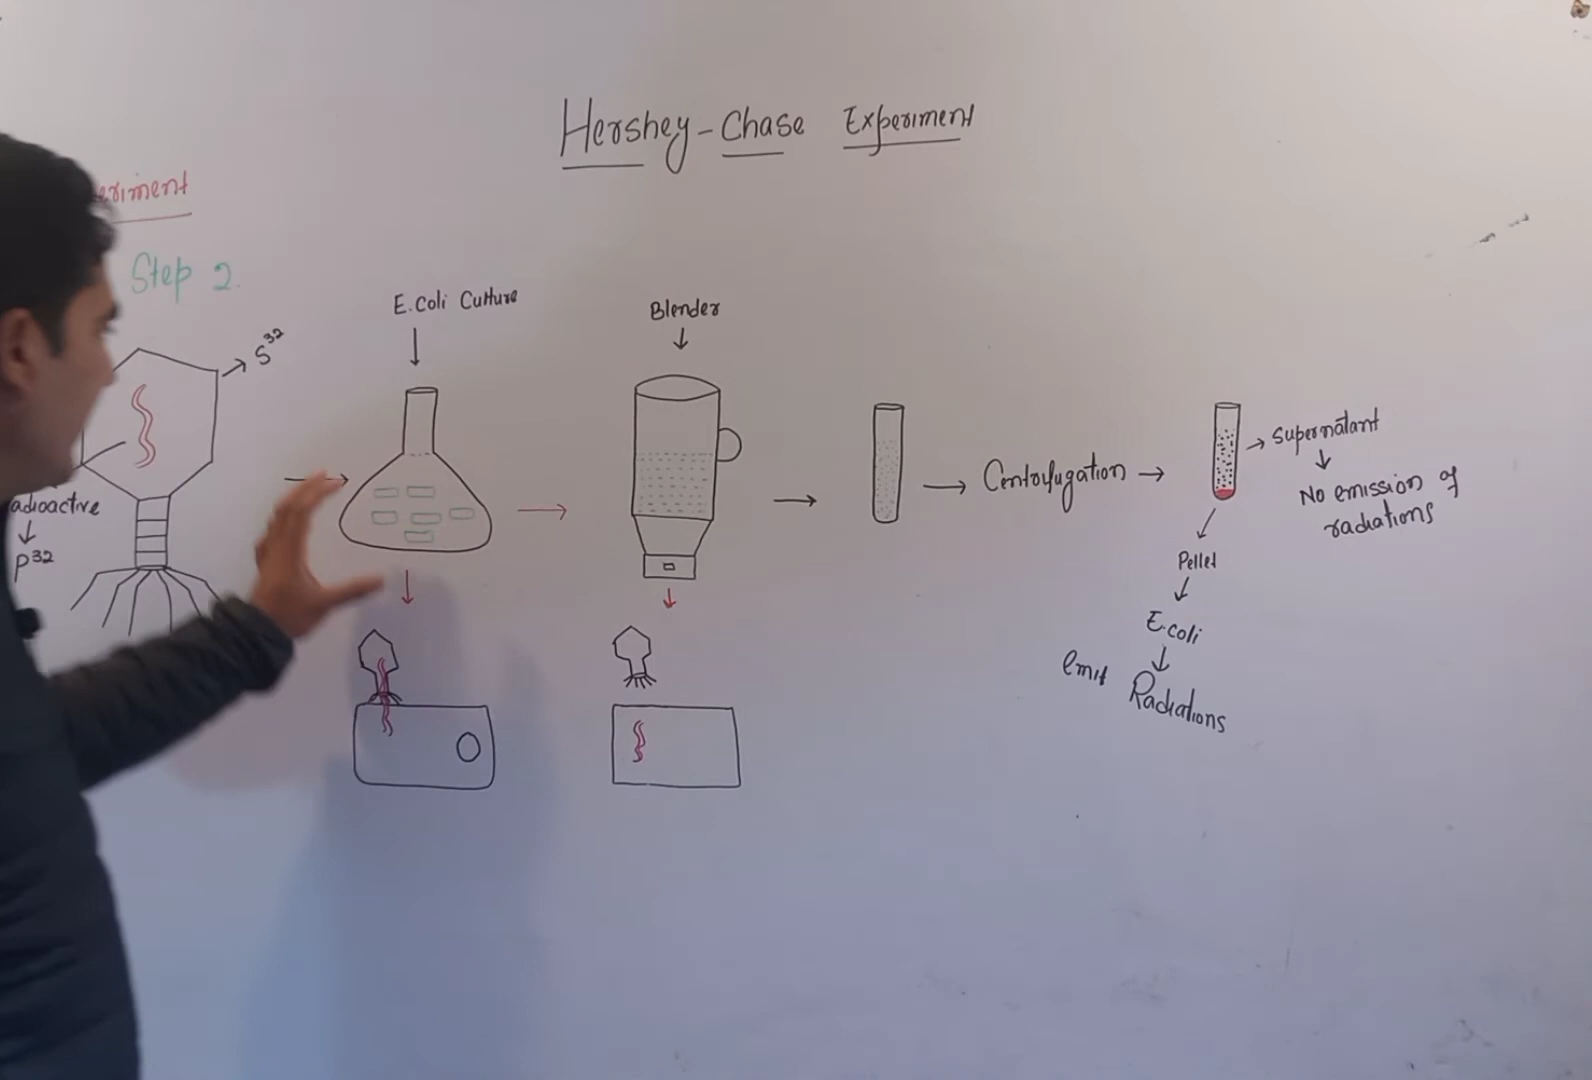 Hershey-Chase Experiment
eriment
Step 2.
S32
adioactive
P32
E.coli Culture
Blender
Centrifugation
Supernatant
No emission of
radiations
Pellet
E.coli
emit Radiations